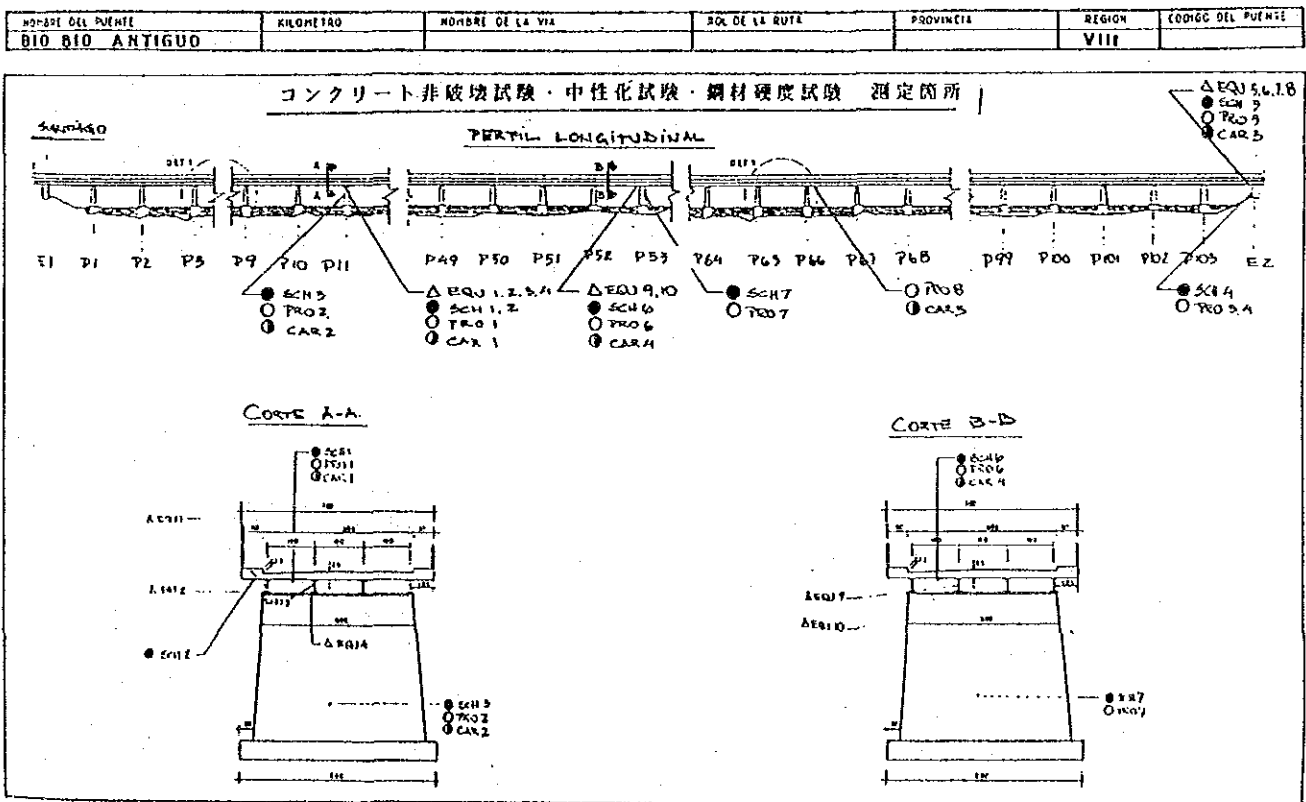 NOMBRE DEL PUENTE KILOMETRO NOMBRE DE LA VIA ROL DE LA RUTA PROVINCIA REGION CODIGO DEL PUENTE
BIO BIO ANTIGUO VIII
コンクリート非破壊試験・中性化試験・鋼材硬度試験 測定箇所
SANTIAGO
PERFIL LONGITUDINAL
△ EQU 5,6,7,8
● SCH 5
○ PRO 5
◐ CAR 3
A B
A B
E1 P1 P2 P3 P9 P10 P11 P49 P50 P51 P52 P53 P64 P65 P66 P67 P68 P99 P100 P101 P102 P103 E2
● SCH 3
○ PRO 2
◐ CAR 2
△ EQU 1,2,3,4
● SCH 1,2
○ PRO 1
◐ CAR 1
△ EQU 9,10
● SCH 6
○ PRO 6
◐ CAR 4
● SCH 7
○ PRO 7
○ PRO 8
◐ CAR 5
● SCH 4
○ PRO 3,4
CORTE A-A
● SCH 1
○ PRO 1
◐ CAR 1
△ EQU 1
△ EQU 2
● SCH 2
△ EQU 4
● SCH 3
○ PRO 2
◐ CAR 2
CORTE B-B
● SCH 6
○ PRO 6
◐ CAR 4
△ EQU 9
△ EQU 10
● SCH 7
○ PRO 7